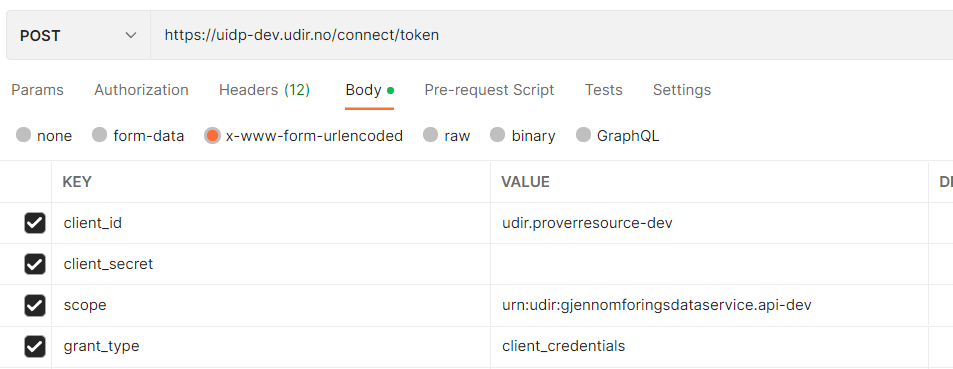 POST https://uidp-dev.udir.no/connect/token
Params Authorization Headers (12) Body Pre-request Script Tests Settings
none form-data x-www-form-urlencoded raw binary GraphQL
KEY VALUE
client_id udir.proverresource-dev
client_secret
scope urn:udir:gjennomforingsdataservice.api-dev
grant_type client_credentials